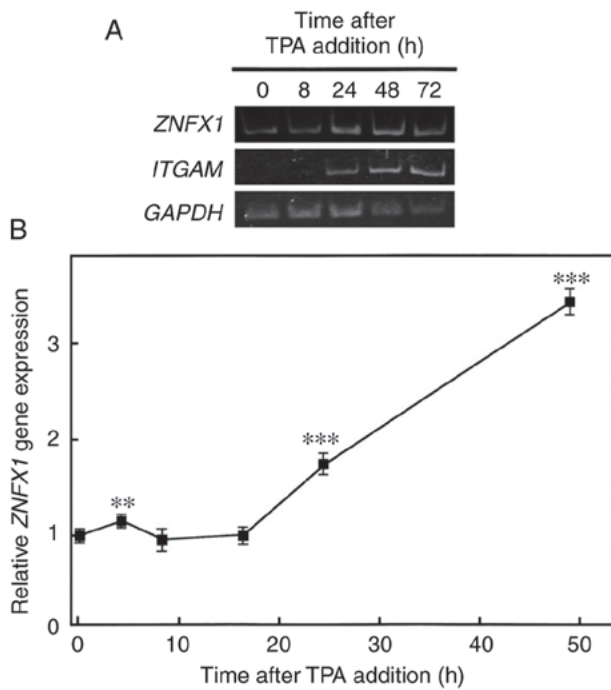 A
Time after
TPA addition (h)
0 8 24 48 72
ZNFX1
ITGAM
GAPDH
B
Relative ZNFX1 gene expression
3
2
1
0
**
***
***
0 10 20 30 40 50
Time after TPA addition (h)